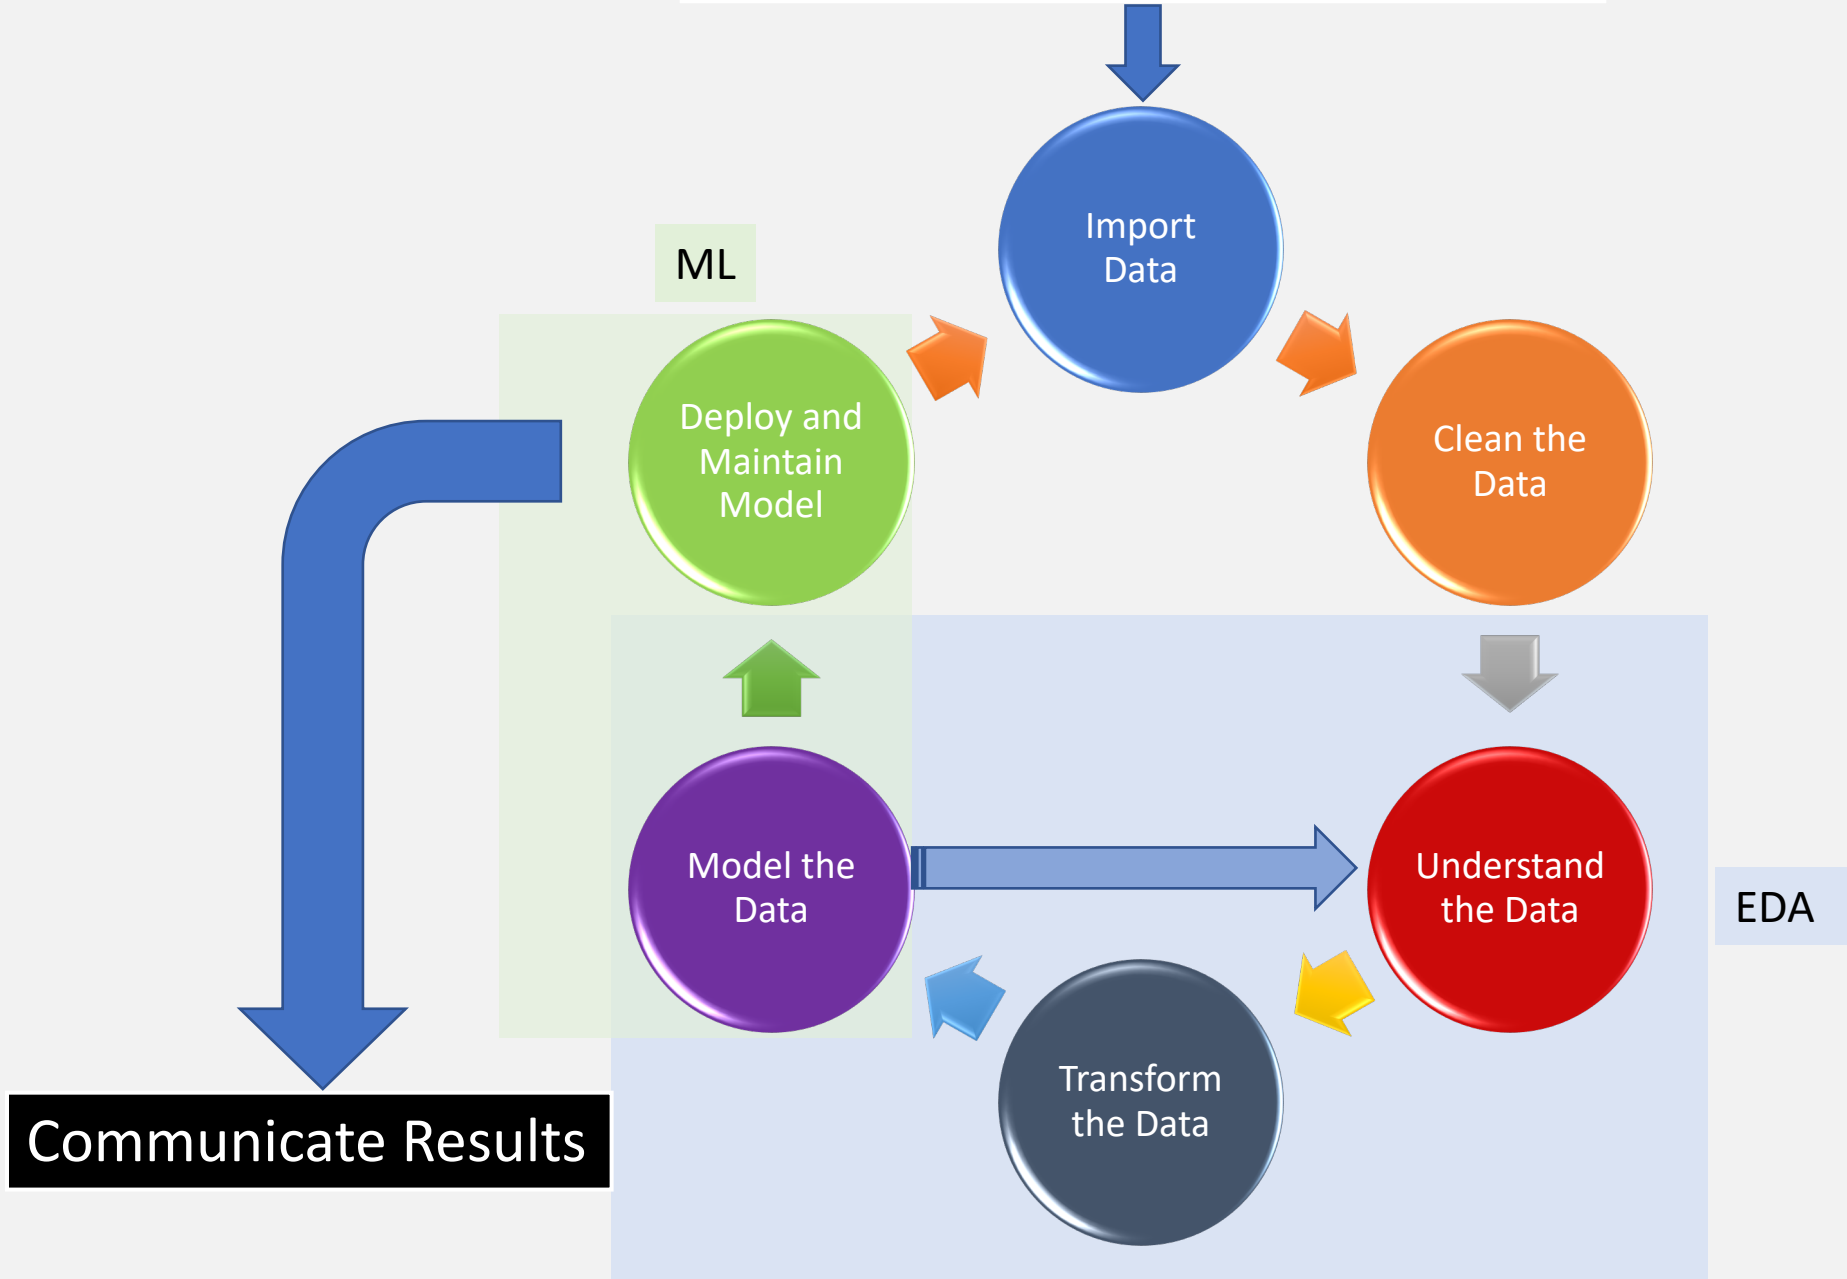 Import
Data
ML
Deploy and
Maintain
Model
Clean the
Data
Model the
Data
Understand
the Data
EDA
Transform
the Data
Communicate Results